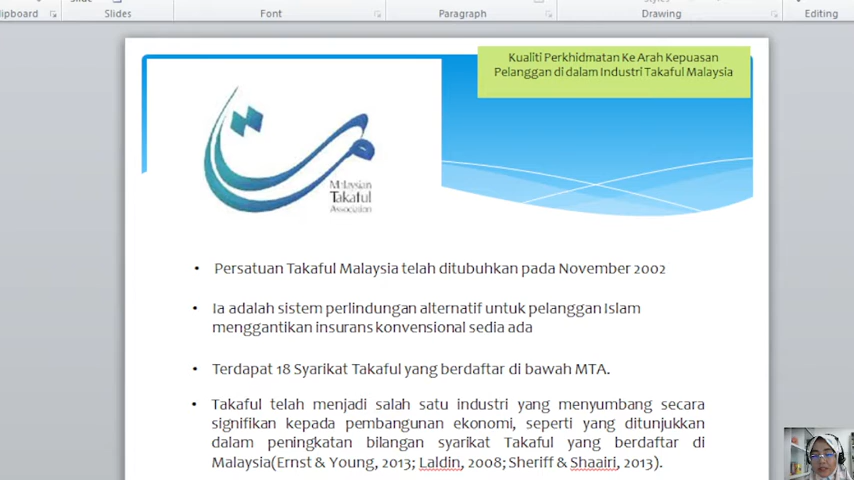 Slides
Font
Paragraph
Drawing
Editing
Kualiti Perkhidmatan Ke Arah Kepuasan
Pelanggan di dalam Industri Takaful Malaysia
Malaysian
Takaful
Association
• Persatuan Takaful Malaysia telah ditubuhkan pada November 2002
• Ia adalah sistem perlindungan alternatif untuk pelanggan Islam
menggantikan insurans konvensional sedia ada
• Terdapat 18 Syarikat Takaful yang berdaftar di bawah MTA.
• Takaful telah menjadi salah satu industri yang menyumbang secara
signifikan kepada pembangunan ekonomi, seperti yang ditunjukkan
dalam peningkatan bilangan syarikat Takaful yang berdaftar di
Malaysia(Ernst & Young, 2013; Laldin, 2008; Sheriff & Shaairi, 2013).